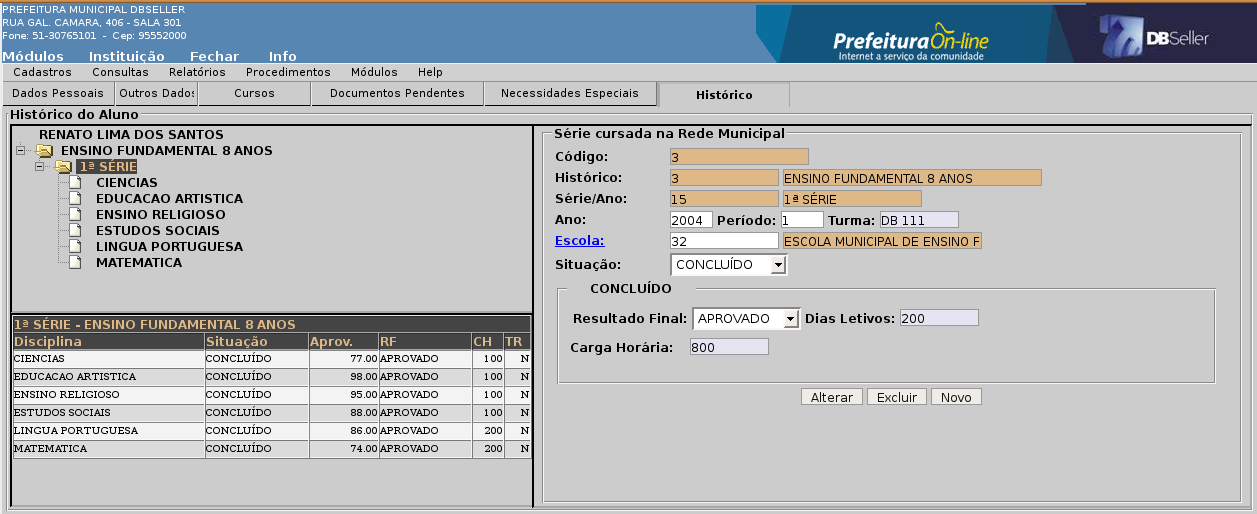 PREFEITURA MUNICIPAL DBSELLER
RUA GAL. CAMARA, 406 - SALA 301
Fone: 51-30765101 - Cep: 95552000
Prefeitura On-line
Internet a serviço da comunidade
DBSeller
Módulos Instituição Fechar Info
Cadastros Consultas Relatórios Procedimentos Módulos Help
Dados Pessoais Outros Dados Cursos Documentos Pendentes Necessidades Especiais Histórico
Histórico do Aluno
RENATO LIMA DOS SANTOS
ENSINO FUNDAMENTAL 8 ANOS
1ª SÉRIE
CIENCIAS
EDUCACAO ARTISTICA
ENSINO RELIGIOSO
ESTUDOS SOCIAIS
LINGUA PORTUGUESA
MATEMATICA
1ª SÉRIE - ENSINO FUNDAMENTAL 8 ANOS
Disciplina Situação Aprov. RF CH TR
CIENCIAS CONCLUÍDO 77.00 APROVADO 100 N
EDUCACAO ARTISTICA CONCLUÍDO 98.00 APROVADO 100 N
ENSINO RELIGIOSO CONCLUÍDO 95.00 APROVADO 100 N
ESTUDOS SOCIAIS CONCLUÍDO 88.00 APROVADO 100 N
LINGUA PORTUGUESA CONCLUÍDO 86.00 APROVADO 200 N
MATEMATICA CONCLUÍDO 74.00 APROVADO 200 N
Série cursada na Rede Municipal
Código: 3
Histórico: 3 ENSINO FUNDAMENTAL 8 ANOS
Série/Ano: 15 1ª SÉRIE
Ano: 2004 Período: 1 Turma: DB 111
Escola: 32 ESCOLA MUNICIPAL DE ENSINO F
Situação: CONCLUÍDO
CONCLUÍDO
Resultado Final: APROVADO Dias Letivos: 200
Carga Horária: 800
Alterar Excluir Novo